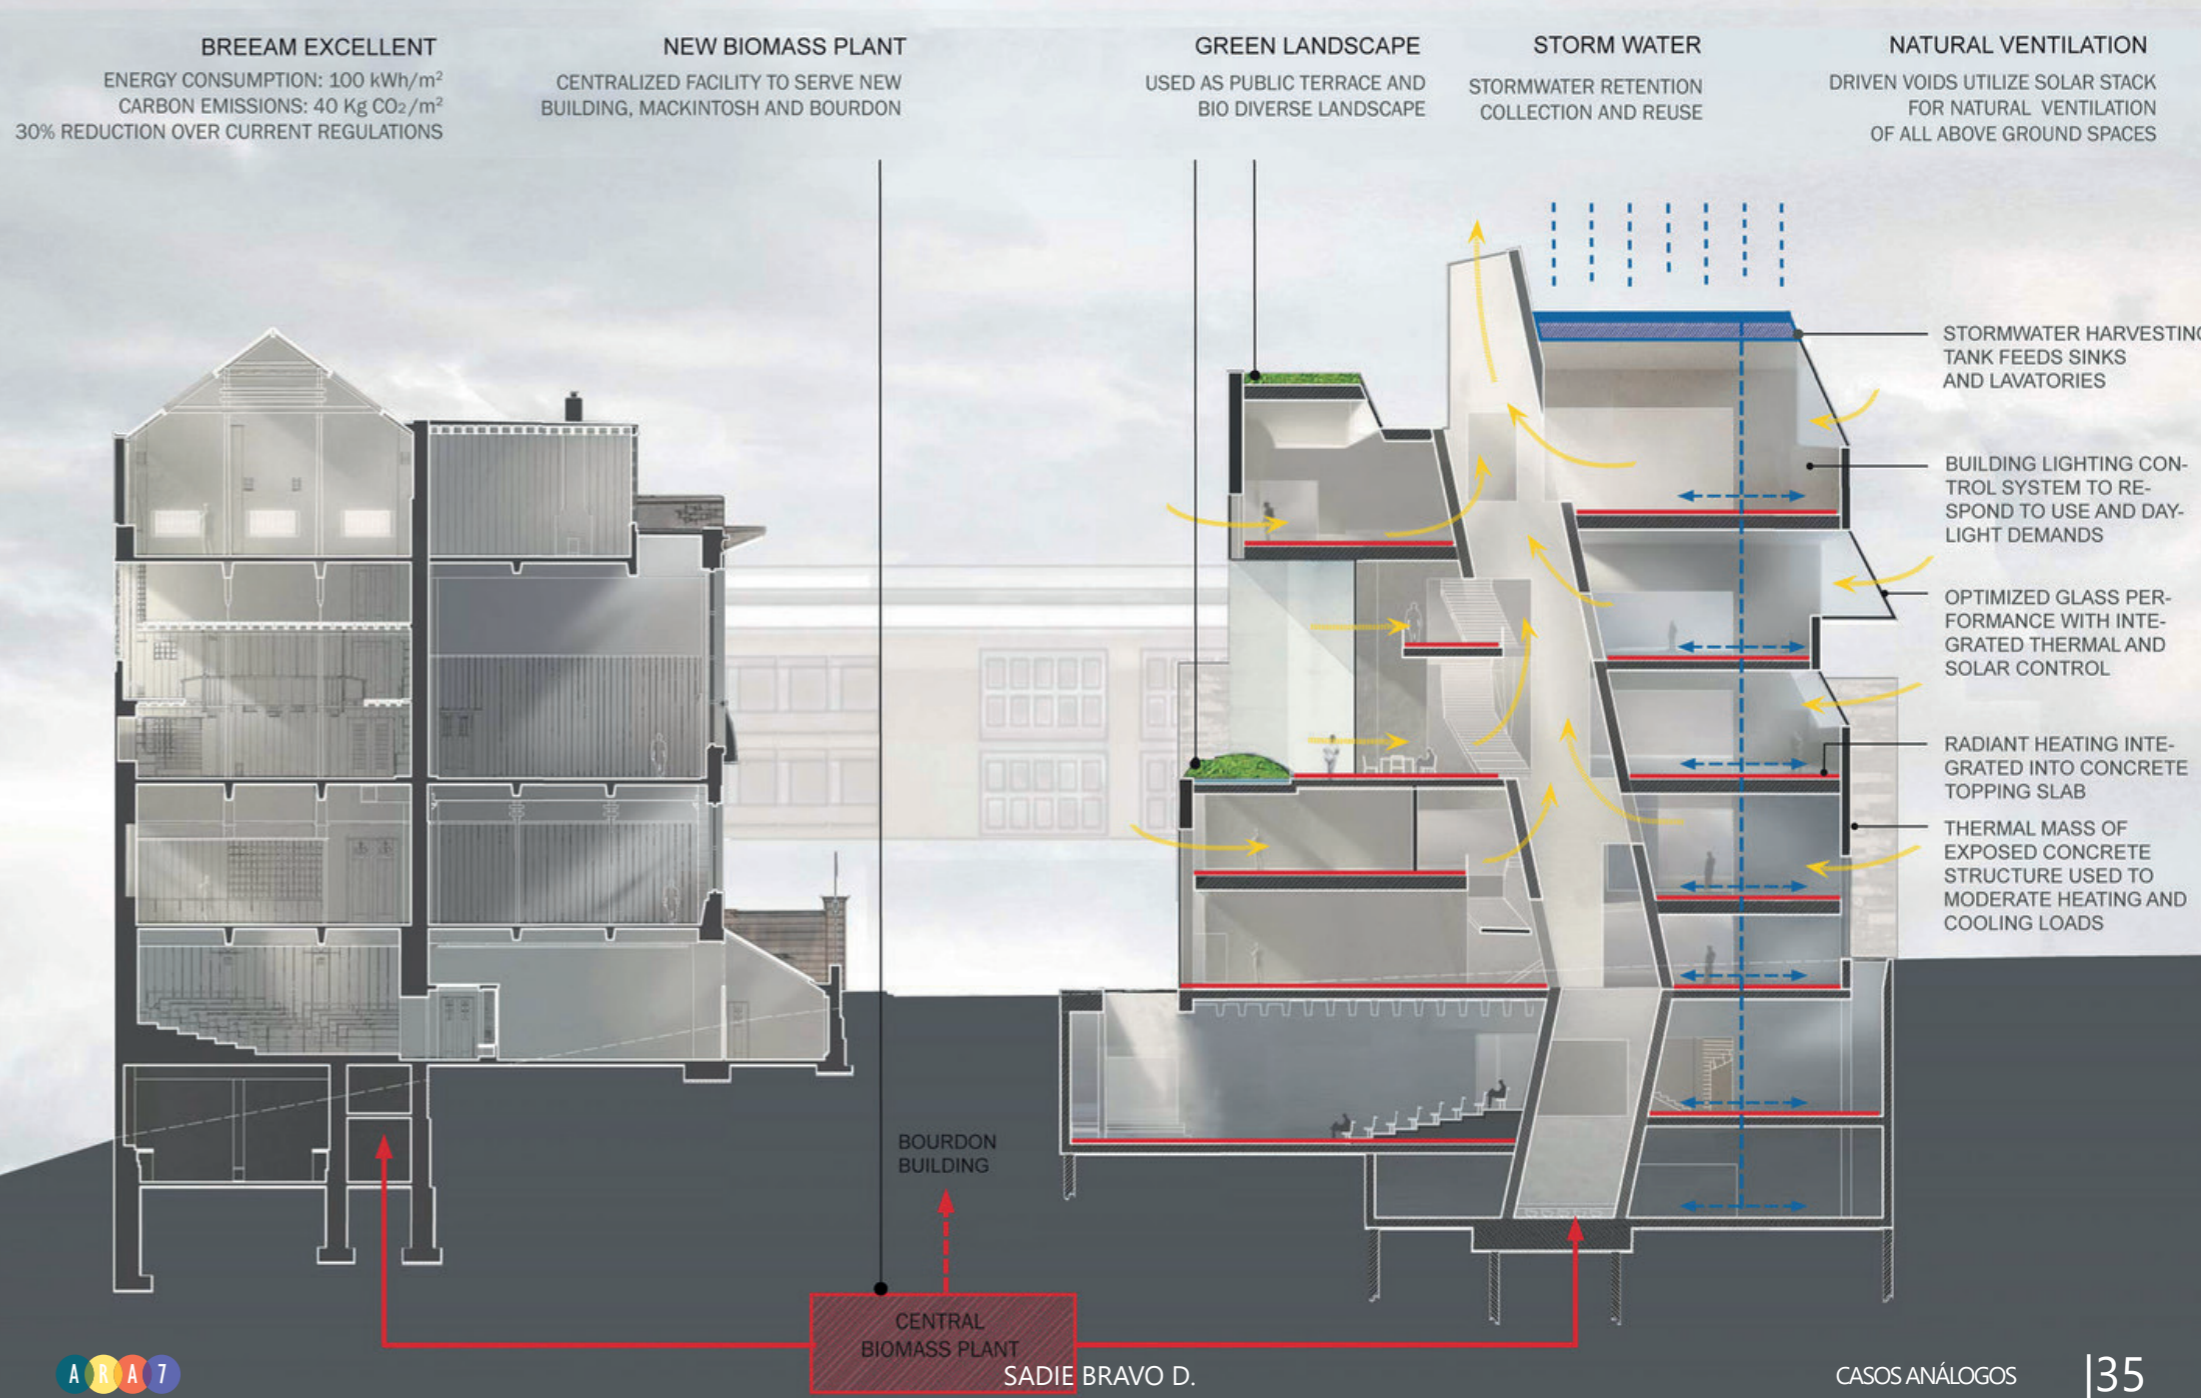 BREEAM EXCELLENT
ENERGY CONSUMPTION: 100 kWh/m²
CARBON EMISSIONS: 40 Kg CO₂/m²
30% REDUCTION OVER CURRENT REGULATIONS
NEW BIOMASS PLANT
CENTRALIZED FACILITY TO SERVE NEW
BUILDING, MACKINTOSH AND BOURDON
GREEN LANDSCAPE
USED AS PUBLIC TERRACE AND
BIO DIVERSE LANDSCAPE
STORM WATER
STORMWATER RETENTION
COLLECTION AND REUSE
NATURAL VENTILATION
DRIVEN VOIDS UTILIZE SOLAR STACK
FOR NATURAL VENTILATION
OF ALL ABOVE GROUND SPACES
STORMWATER HARVESTING
TANK FEEDS SINKS
AND LAVATORIES
BUILDING LIGHTING CON-
TROL SYSTEM TO RE-
SPOND TO USE AND DAY-
LIGHT DEMANDS
OPTIMIZED GLASS PER-
FORMANCE WITH INTE-
GRATED THERMAL AND
SOLAR CONTROL
RADIANT HEATING INTE-
GRATED INTO CONCRETE
TOPPING SLAB
THERMAL MASS OF
EXPOSED CONCRETE
STRUCTURE USED TO
MODERATE HEATING AND
COOLING LOADS
BOURDON
BUILDING
CENTRAL
BIOMASS PLANT
ARA7
SADIE BRAVO D.
CASOS ANÁLOGOS
|35